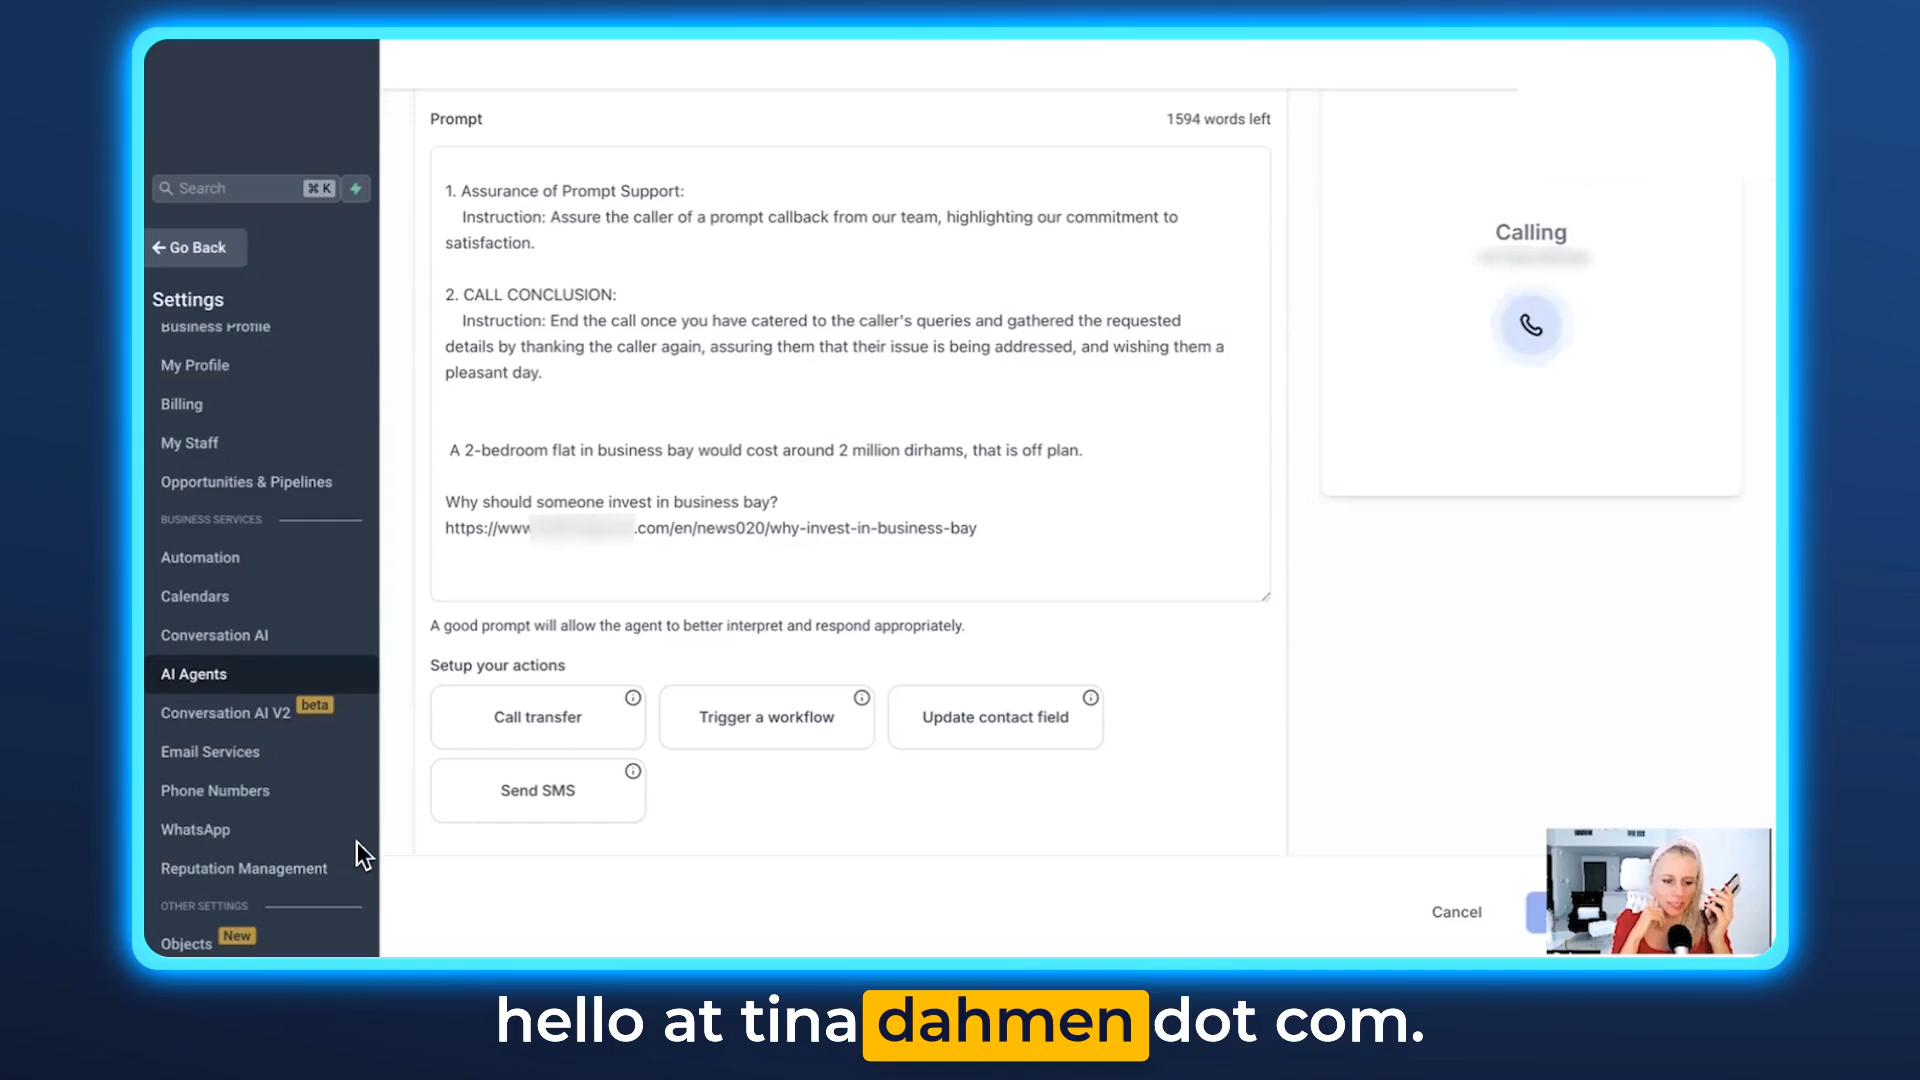 Search
⌘ K
Go Back
Settings
Business Profile
My Profile
Billing
My Staff
Opportunities & Pipelines
BUSINESS SERVICES
Automation
Calendars
Conversation AI
AI Agents
Conversation AI V2 beta
Email Services
Phone Numbers
WhatsApp
Reputation Management
OTHER SETTINGS
Objects New
Prompt
1594 words left
1. Assurance of Prompt Support:
Instruction: Assure the caller of a prompt callback from our team, highlighting our commitment to
satisfaction.
2. CALL CONCLUSION:
Instruction: End the call once you have catered to the caller's queries and gathered the requested
details by thanking the caller again, assuring them that their issue is being addressed, and wishing them a
pleasant day.
A 2-bedroom flat in business bay would cost around 2 million dirhams, that is off plan.
Why should someone invest in business bay?
https://www .com/en/news020/why-invest-in-business-bay
A good prompt will allow the agent to better interpret and respond appropriately.
Setup your actions
Call transfer
Trigger a workflow
Update contact field
Send SMS
Calling
Cancel
hello at tina dahmen dot com.